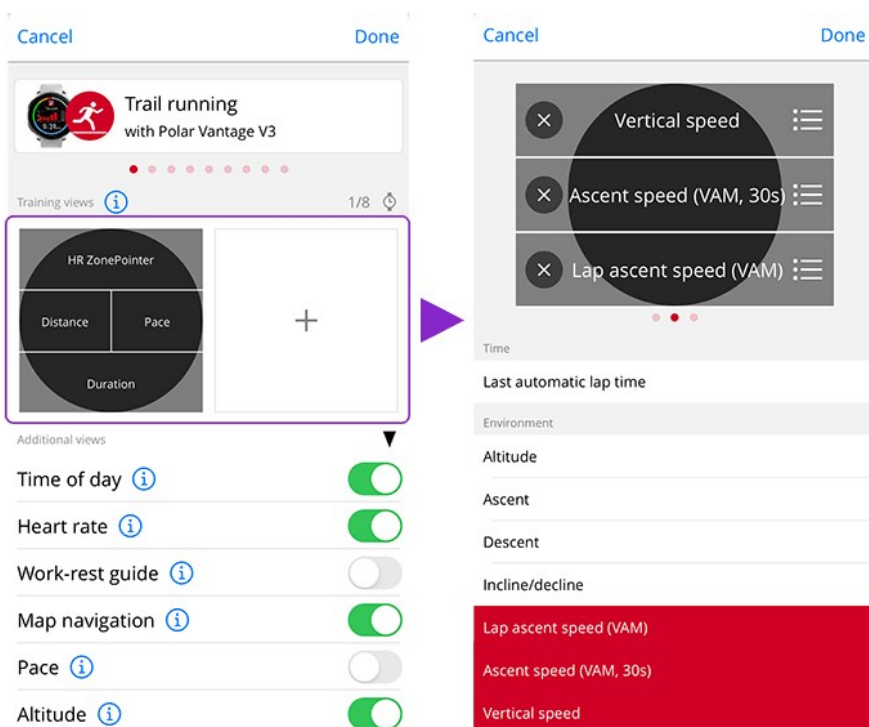 Cancel Done
Trail running
with Polar Vantage V3
Training views 1/8
HR ZonePointer
Distance Pace
Duration
Additional views
Time of day
Heart rate
Work-rest guide
Map navigation
Pace
Altitude
Cancel Done
Vertical speed
Ascent speed (VAM, 30s)
Lap ascent speed (VAM)
Time
Last automatic lap time
Environment
Altitude
Ascent
Descent
Incline/decline
Lap ascent speed (VAM)
Ascent speed (VAM, 30s)
Vertical speed